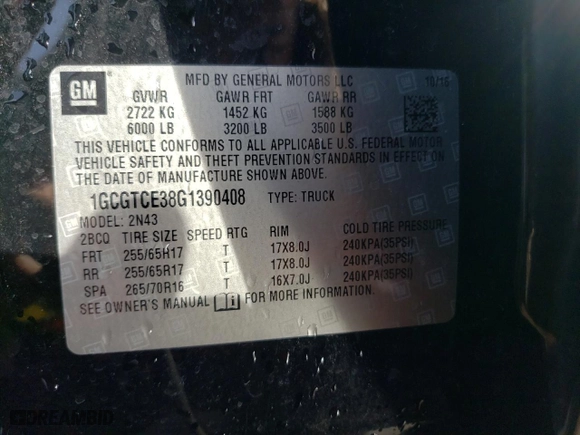 GM
MFD BY GENERAL MOTORS LLC 10/15
GVWR GAWR FRT GAWR RR
2722 KG 1452 KG 1588 KG
6000 LB 3200 LB 3500 LB
THIS VEHICLE CONFORMS TO ALL APPLICABLE U.S. FEDERAL MOTOR
VEHICLE SAFETY AND THEFT PREVENTION STANDARDS IN EFFECT ON
THE DATE OF MANUFACTURE SHOWN ABOVE.
1GCGTCE38G1390408 TYPE: TRUCK
MODEL: 2N43
2BCQ TIRE SIZE SPEED RTG RIM COLD TIRE PRESSURE
FRT 255/65H17 T 17X8.0J 240KPA(35PSI)
RR 255/65R17 T 17X8.0J 240KPA(35PSI)
SPA 265/70R16 T 16X7.0J 240KPA(35PSI)
SEE OWNER'S MANUAL FOR MORE INFORMATION.
DREAMBID